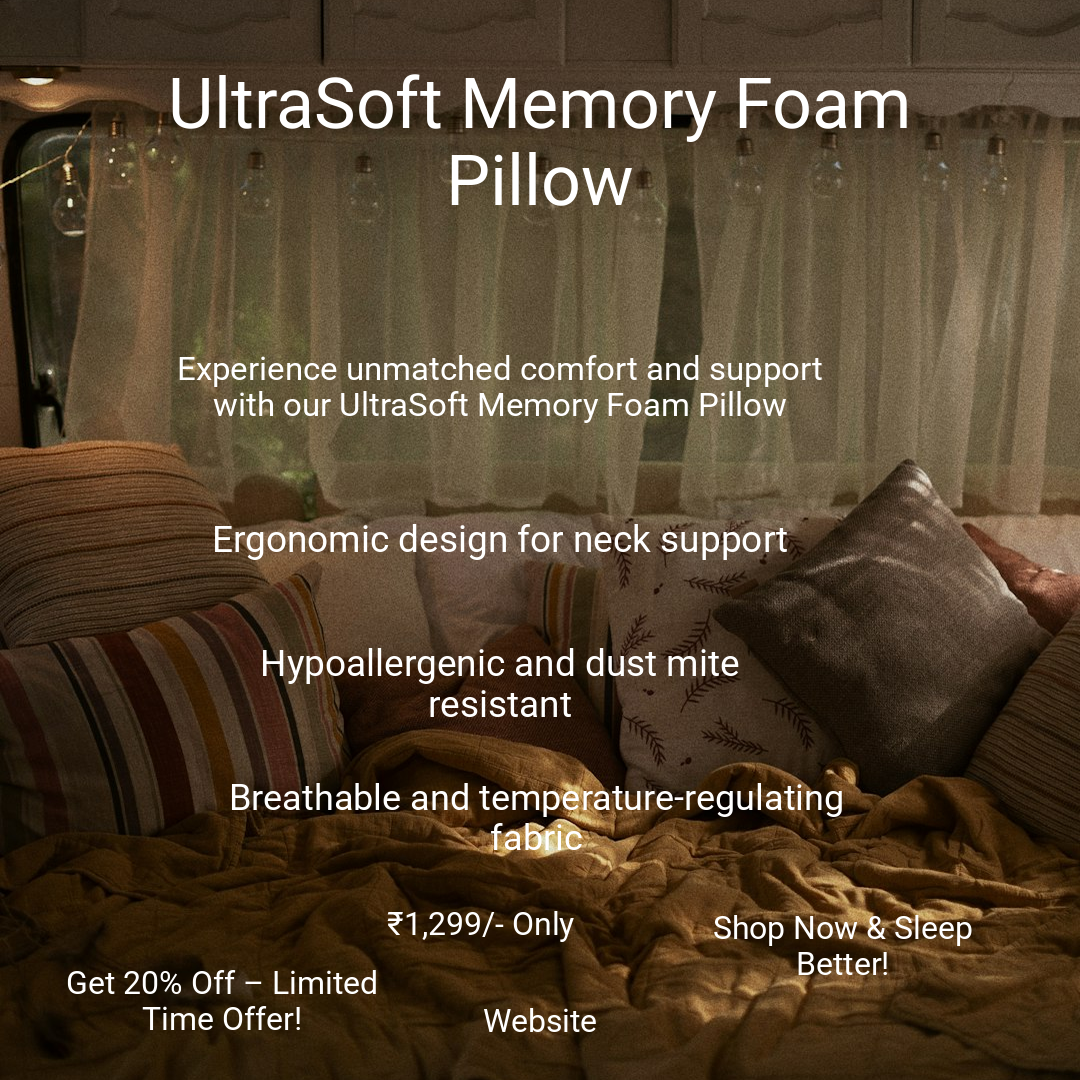 UltraSoft Memory Foam
Pillow
Experience unmatched comfort and support
with our UltraSoft Memory Foam Pillow
Ergonomic design for neck support
Hypoallergenic and dust mite
resistant
Breathable and temperature-regulating
fabric
₹1,299/- Only
Shop Now & Sleep
Better!
Get 20% Off – Limited
Time Offer!
Website